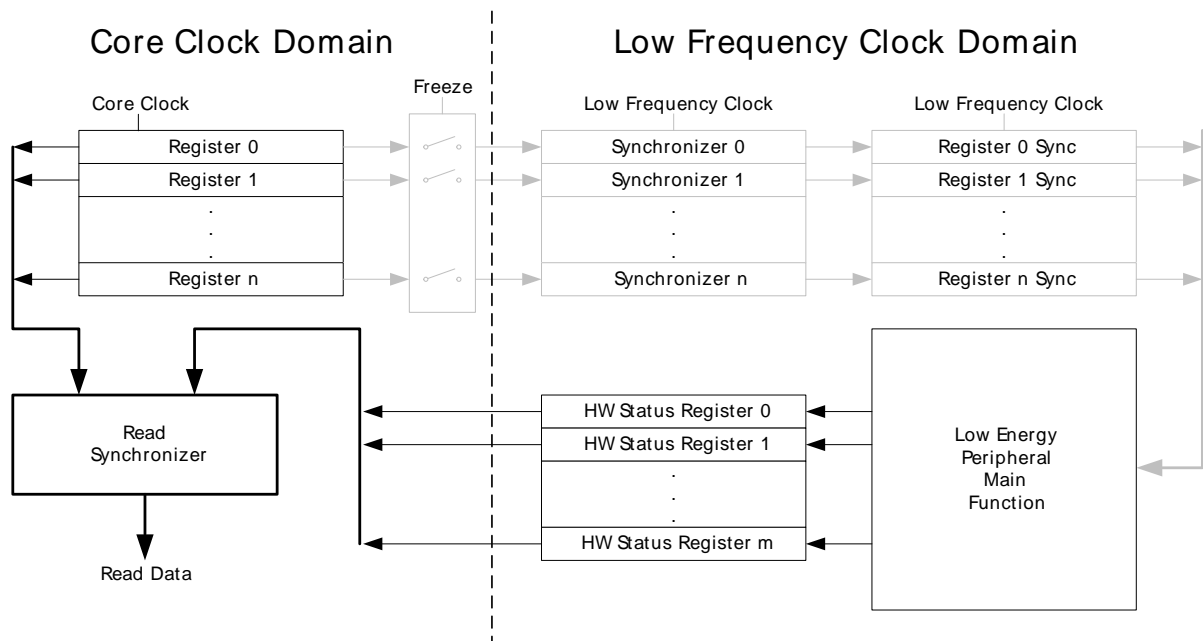 Core Clock Domain
Low Frequency Clock Domain
Freeze
Core Clock
Low Frequency Clock
Low Frequency Clock
Register 0
Synchronizer 0
Register 0 Sync
Register 1
Synchronizer 1
Register 1 Sync
.
.
.
.
.
.
.
.
.
Register n
Synchronizer n
Register n Sync
Read
Synchronizer
Read Data
HW Status Register 0
HW Status Register 1
.
.
.
HW Status Register m
Low Energy
Peripheral
Main
Function